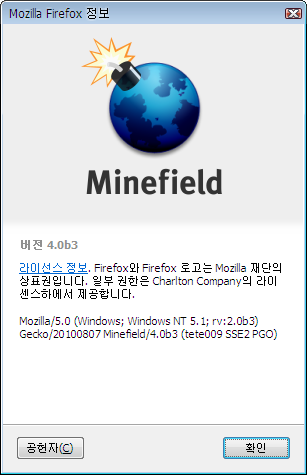 Mozilla Firefox 정보
Minefield
버전 4.0b3
라이선스 정보. Firefox와 Firefox 로고는 Mozilla 재단의
상표권입니다. 일부 권한은 Charlton Company의 라이
센스하에서 제공합니다.
Mozilla/5.0 (Windows; Windows NT 5.1; rv:2.0b3)
Gecko/20100807 Minefield/4.0b3 (tete009 SSE2 PGO)
공헌자(C)
확인